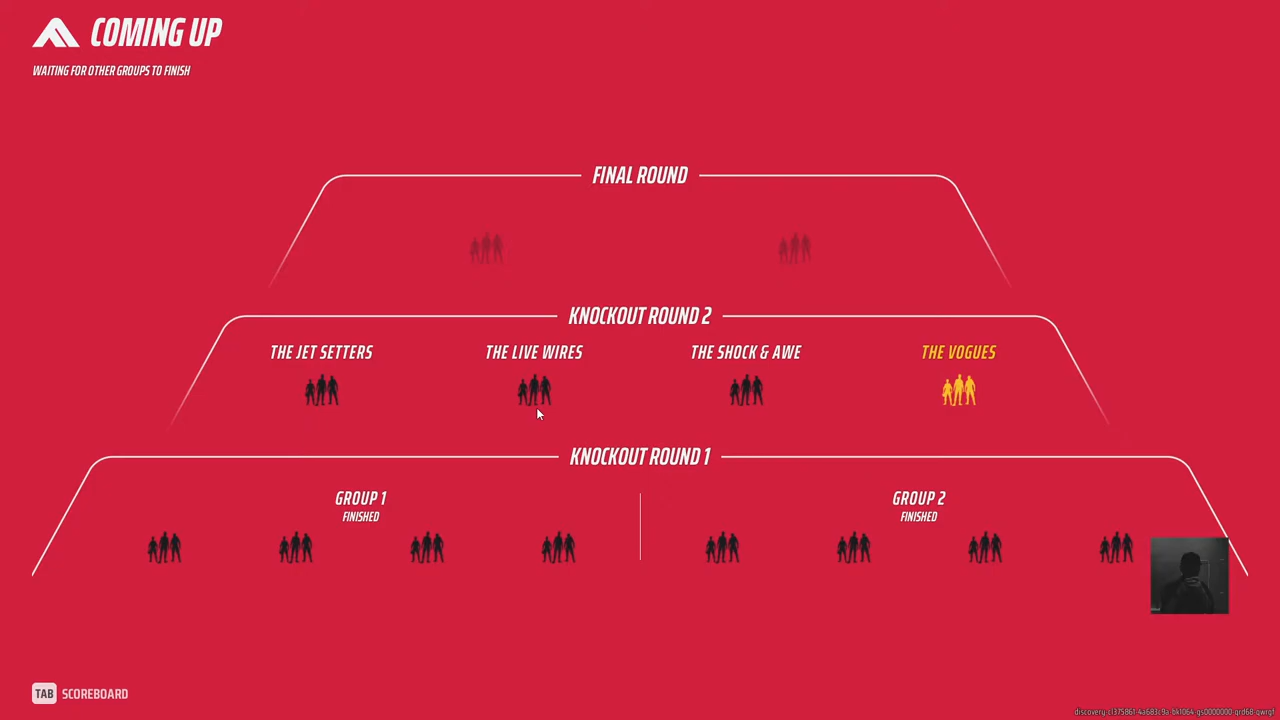 COMING UP
WAITING FOR OTHER GROUPS TO FINISH
FINAL ROUND
KNOCKOUT ROUND 2
THE JET SETTERS
THE LIVE WIRES
THE SHOCK & AWE
THE VOGUES
KNOCKOUT ROUND 1
GROUP 1
FINISHED
GROUP 2
FINISHED
TAB SCOREBOARD